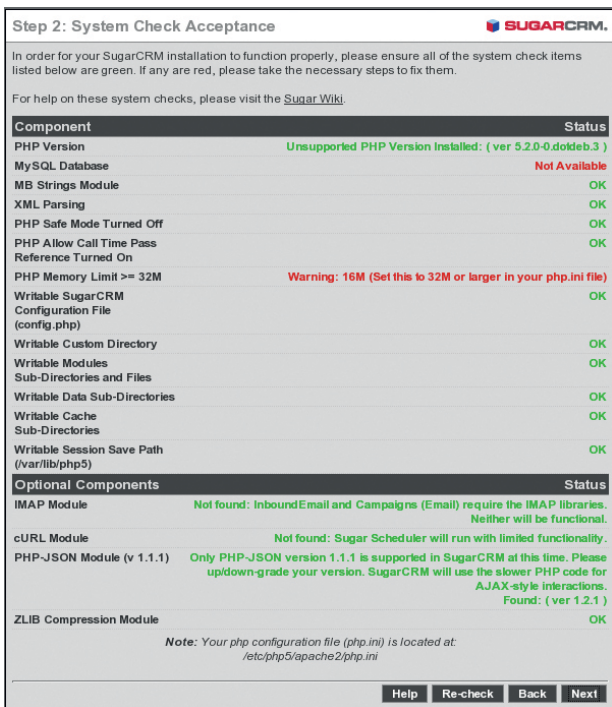 Step 2: System Check Acceptance
SUGARCRM.
In order for your SugarCRM installation to function properly, please ensure all of the system check items
listed below are green. If any are red, please take the necessary steps to fix them.
For help on these system checks, please visit the Sugar Wiki.
Component Status
PHP Version Unsupported PHP Version Installed: ( ver 5.2.0-0.dotdeb.3 )
MySQL Database Not Available
MB Strings Module OK
XML Parsing OK
PHP Safe Mode Turned Off OK
PHP Allow Call Time Pass OK
Reference Turned On
PHP Memory Limit >= 32M Warning: 16M (Set this to 32M or larger in your php.ini file)
Writable SugarCRM OK
Configuration File
(config.php)
Writable Custom Directory OK
Writable Modules OK
Sub-Directories and Files
Writable Data Sub-Directories OK
Writable Cache OK
Sub-Directories
Writable Session Save Path OK
(/var/lib/php5)
Optional Components Status
IMAP Module Not found: InboundEmail and Campaigns (Email) require the IMAP libraries.
Neither will be functional.
cURL Module Not found: Sugar Scheduler will run with limited functionality.
PHP-JSON Module (v 1.1.1) Only PHP-JSON version 1.1.1 is supported in SugarCRM at this time. Please
up/down-grade your version. SugarCRM will use the slower PHP code for
AJAX-style interactions.
Found: ( ver 1.2.1 )
ZLIB Compression Module OK
Note: Your php configuration file (php.ini) is located at:
/etc/php5/apache2/php.ini
Help Re-check Back Next